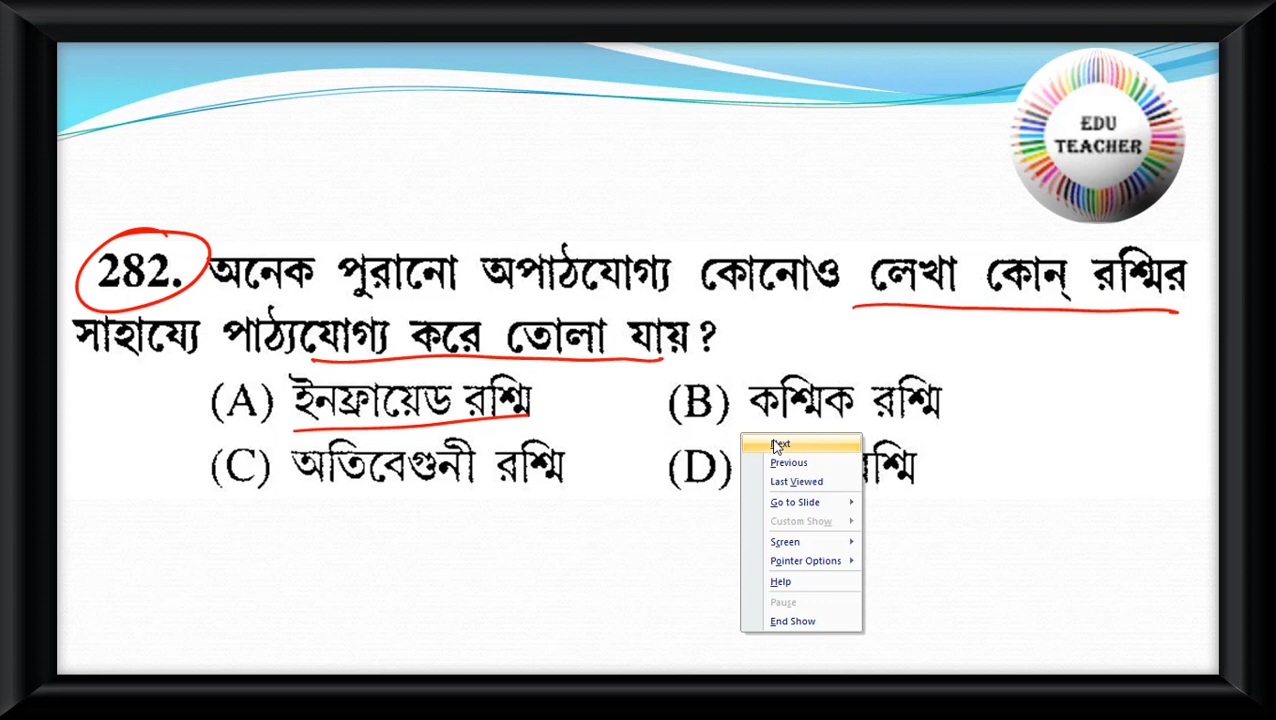 EDU
TEACHER
282. অনেক পুরানো অপাঠযোগ্য কোনোও লেখা কোন্ রশ্মির
সাহায্যে পাঠ্যযোগ্য করে তোলা যায় ?
(A) ইনফ্রায়েড রশ্মি (B) কশ্মিক রশ্মি
(C) অতিবেগুনী রশ্মি (D) রশ্মি
Next
Previous
Last Viewed
Go to Slide
Custom Show
Screen
Pointer Options
Help
Pause
End Show